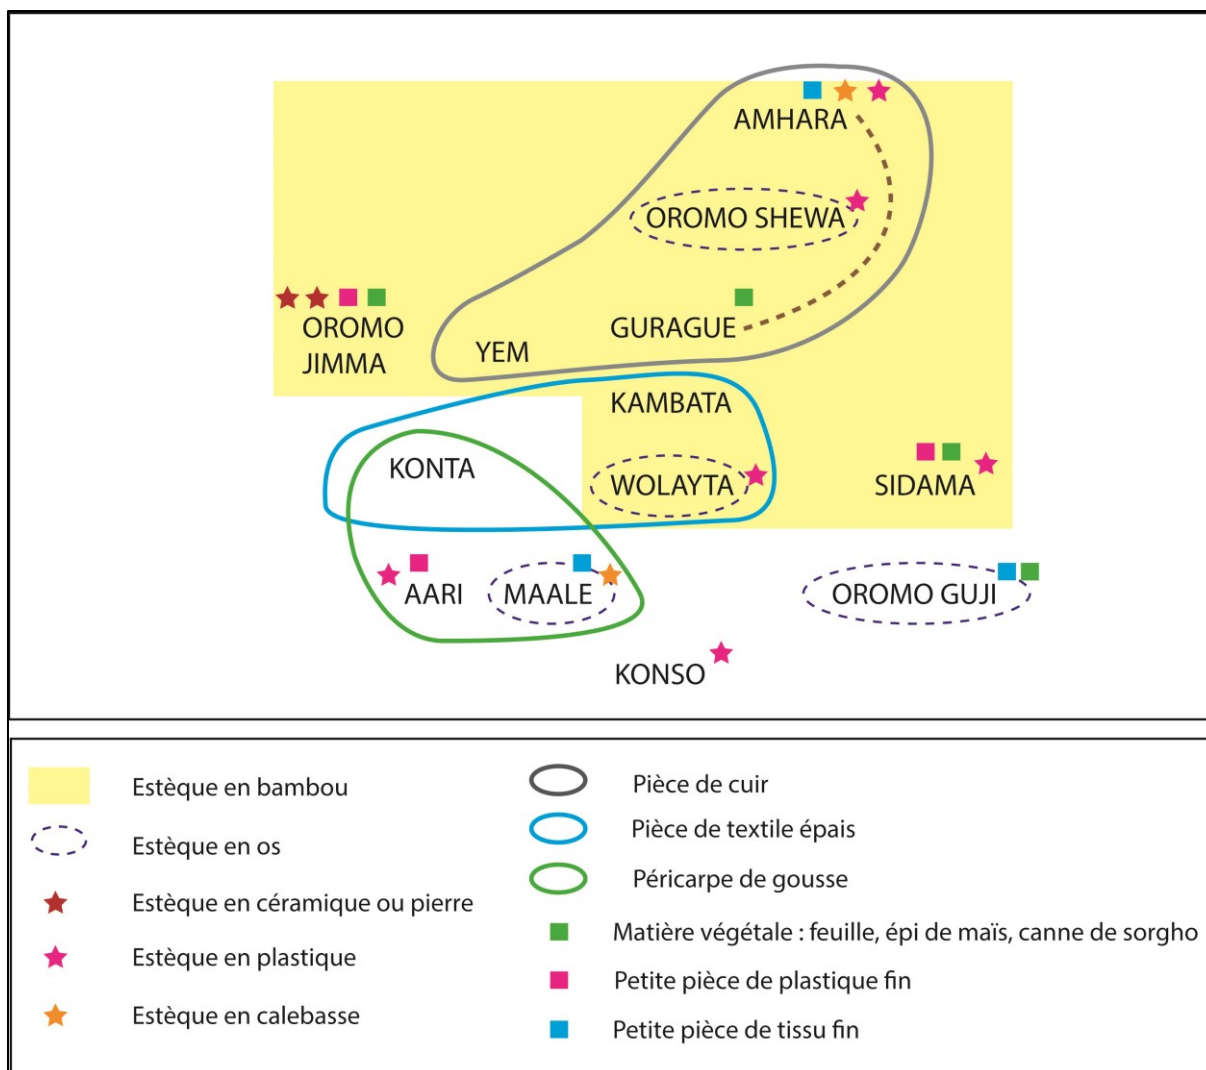 AMHARA
OROMO SHEWA
OROMO
JIMMA
GURAGUE
YEM
KAMBATA
KONTA
WOLAYTA
SIDAMA
AARI
MAALE
OROMO GUJI
KONSO
Estèque en bambou
Estèque en os
Estèque en céramique ou pierre
Estèque en plastique
Estèque en calebasse
Pièce de cuir
Pièce de textile épais
Péricarpe de gousse
Matière végétale : feuille, épi de maïs, canne de sorgho
Petite pièce de plastique fin
Petite pièce de tissu fin